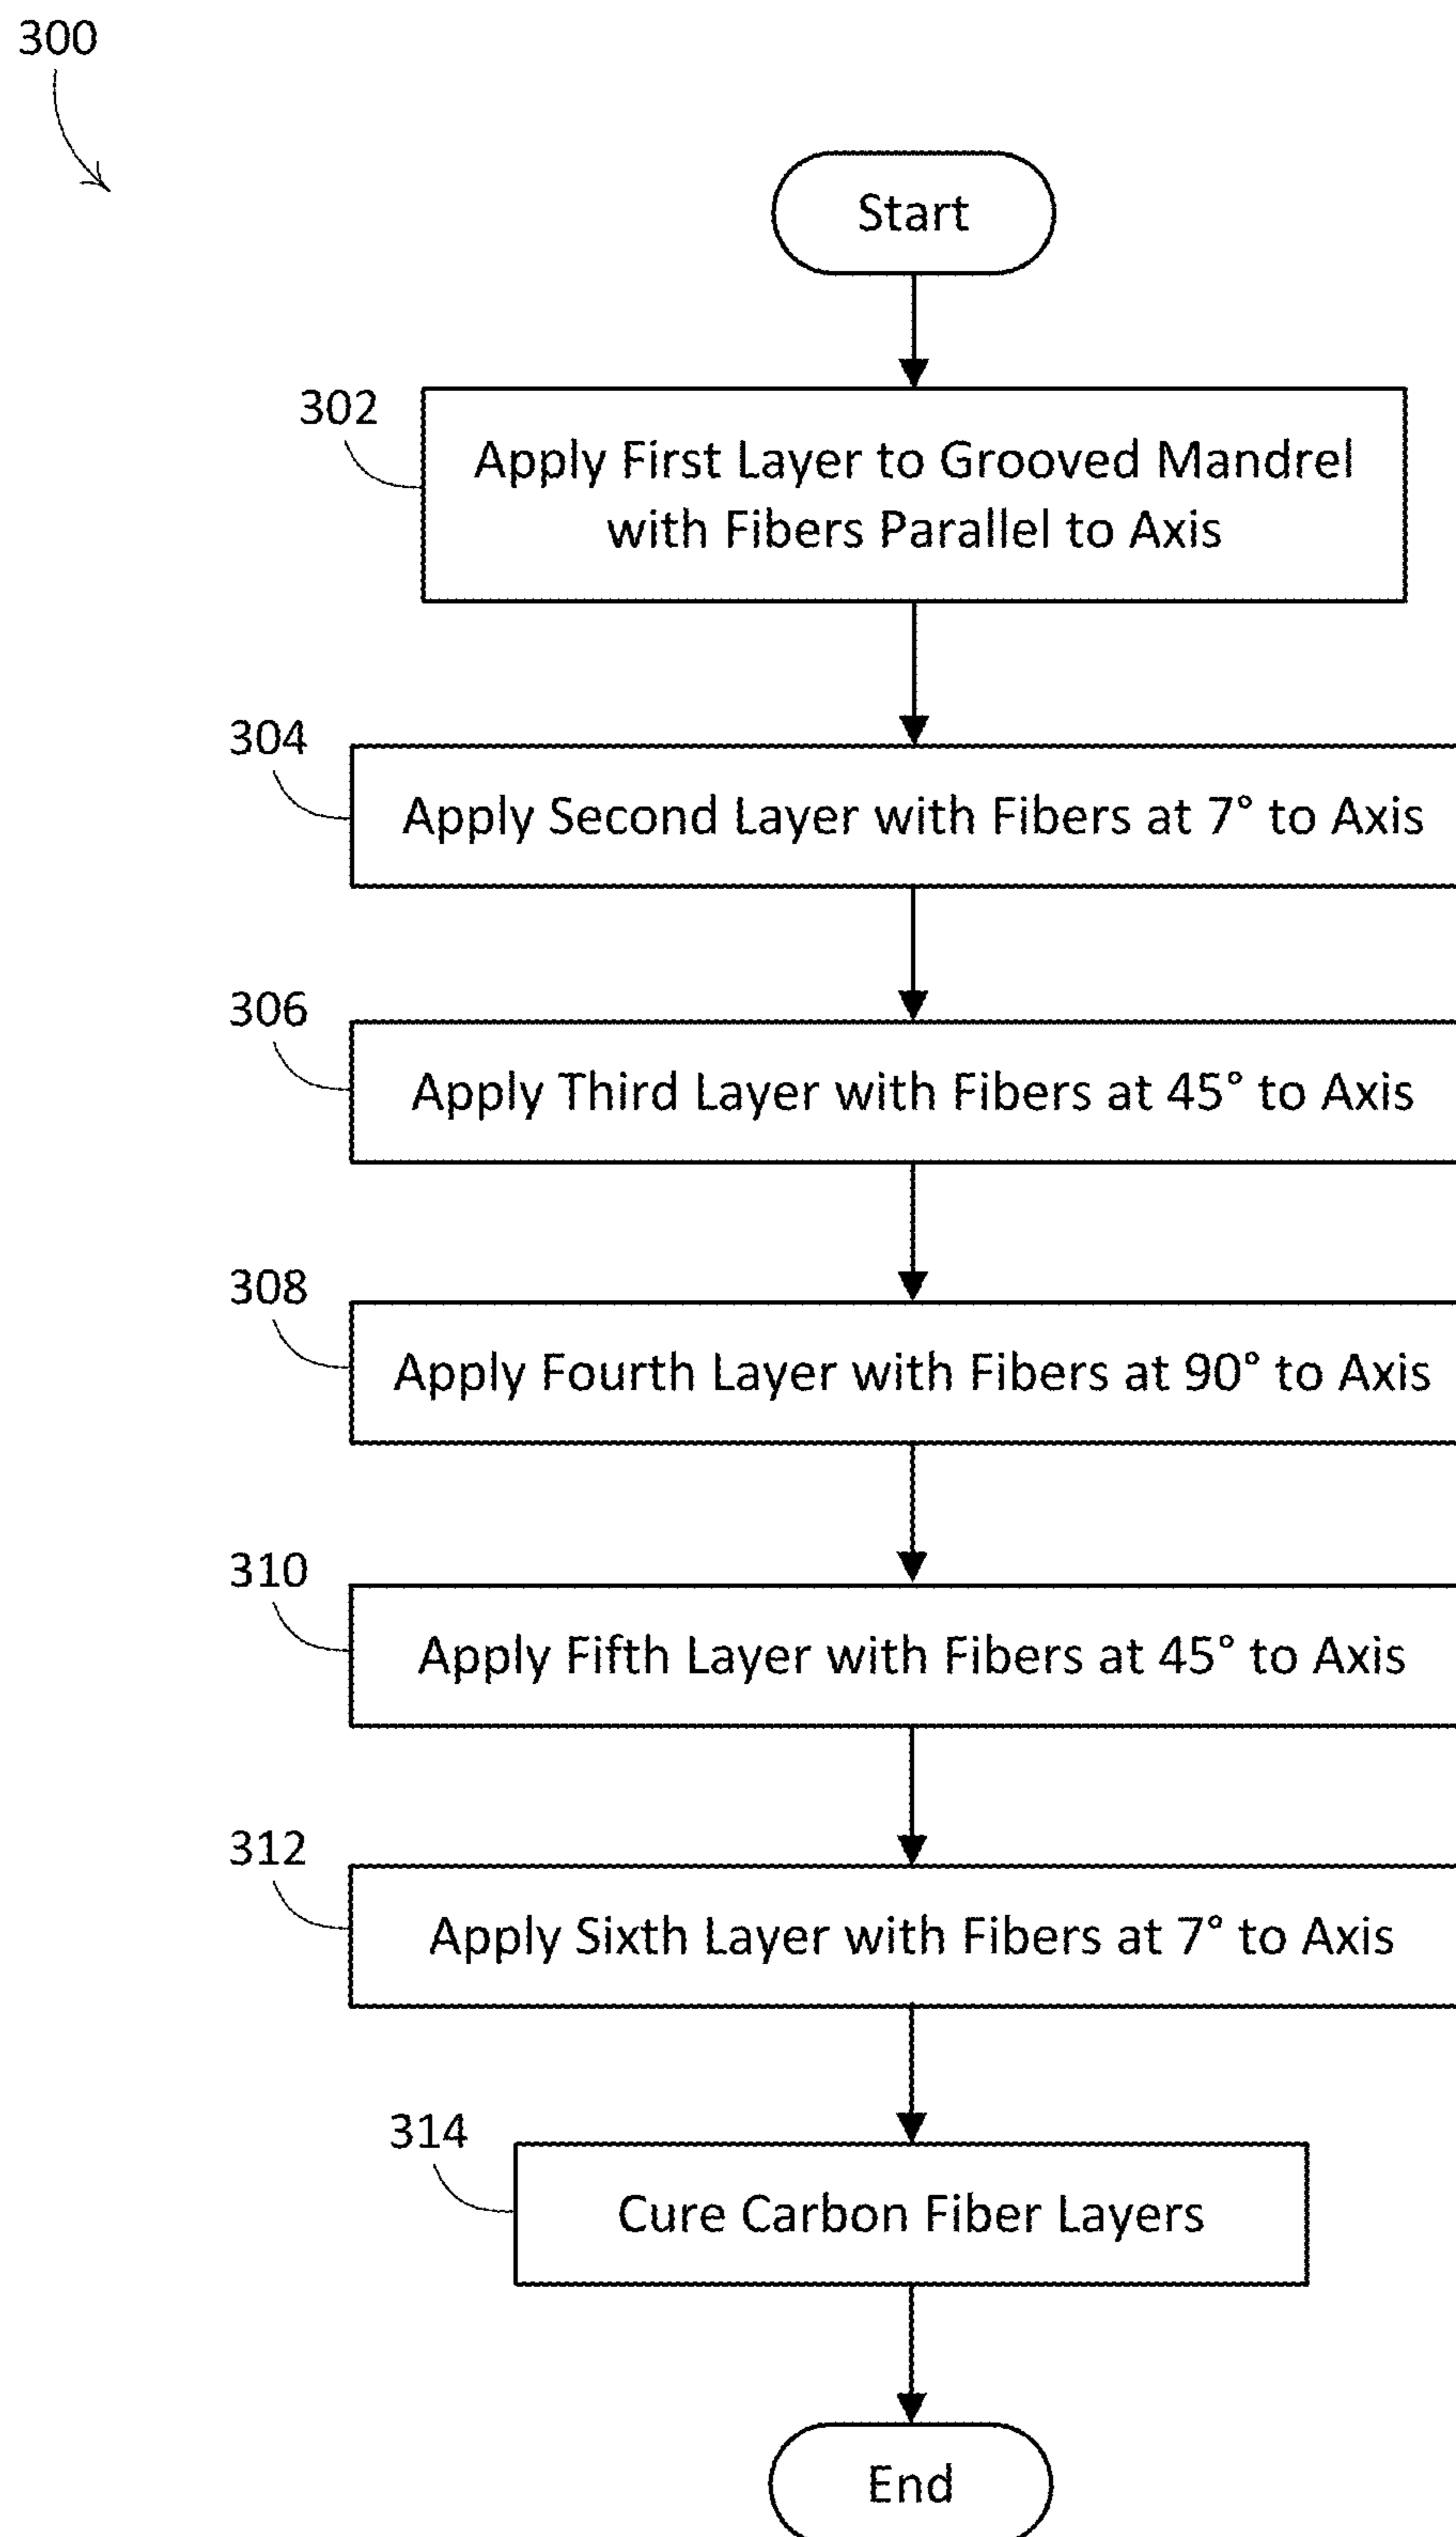 300
Start
302
Apply First Layer to Grooved Mandrel
with Fibers Parallel to Axis
304
Apply Second Layer with Fibers at 7° to Axis
306
Apply Third Layer with Fibers at 45° to Axis
308
Apply Fourth Layer with Fibers at 90° to Axis
310
Apply Fifth Layer with Fibers at 45° to Axis
312
Apply Sixth Layer with Fibers at 7° to Axis
314
Cure Carbon Fiber Layers
End